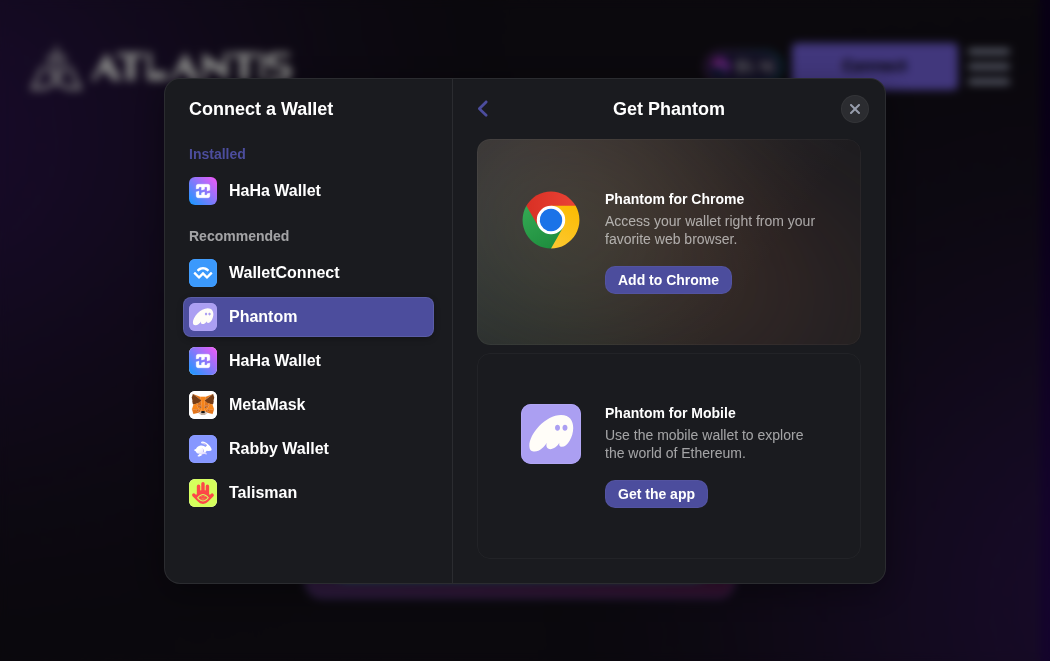 ATLANTIS
Connect
Connect a Wallet
Installed
HaHa Wallet
Recommended
WalletConnect
Phantom
HaHa Wallet
MetaMask
Rabby Wallet
Talisman
Get Phantom
Phantom for Chrome
Access your wallet right from your
favorite web browser.
Add to Chrome
Phantom for Mobile
Use the mobile wallet to explore
the world of Ethereum.
Get the app